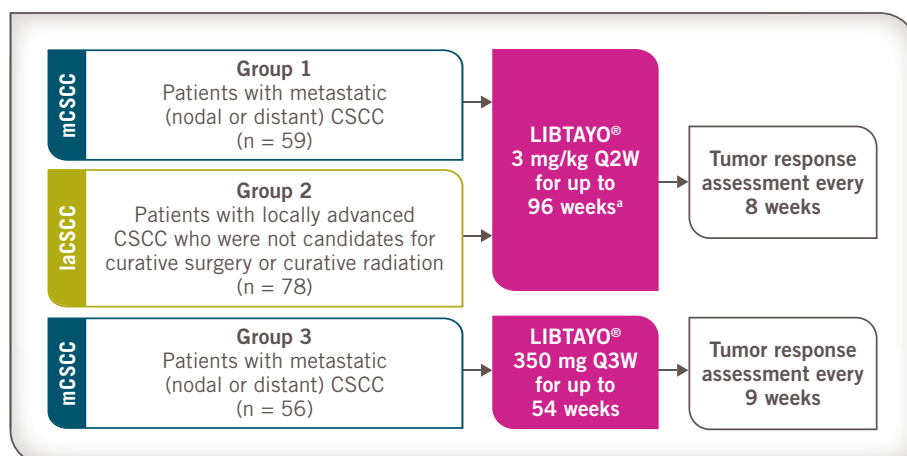 mCSCC
Group 1
Patients with metastatic
(nodal or distant) CSCC
(n = 59)
laCSCC
Group 2
Patients with locally advanced
CSCC who were not candidates for
curative surgery or curative radiation
(n = 78)
LIBTAYO®
3 mg/kg Q2W
for up to
96 weeksᵃ
Tumor response
assessment every
8 weeks
mCSCC
Group 3
Patients with metastatic
(nodal or distant) CSCC
(n = 56)
LIBTAYO®
350 mg Q3W
for up to
54 weeks
Tumor response
assessment every
9 weeks